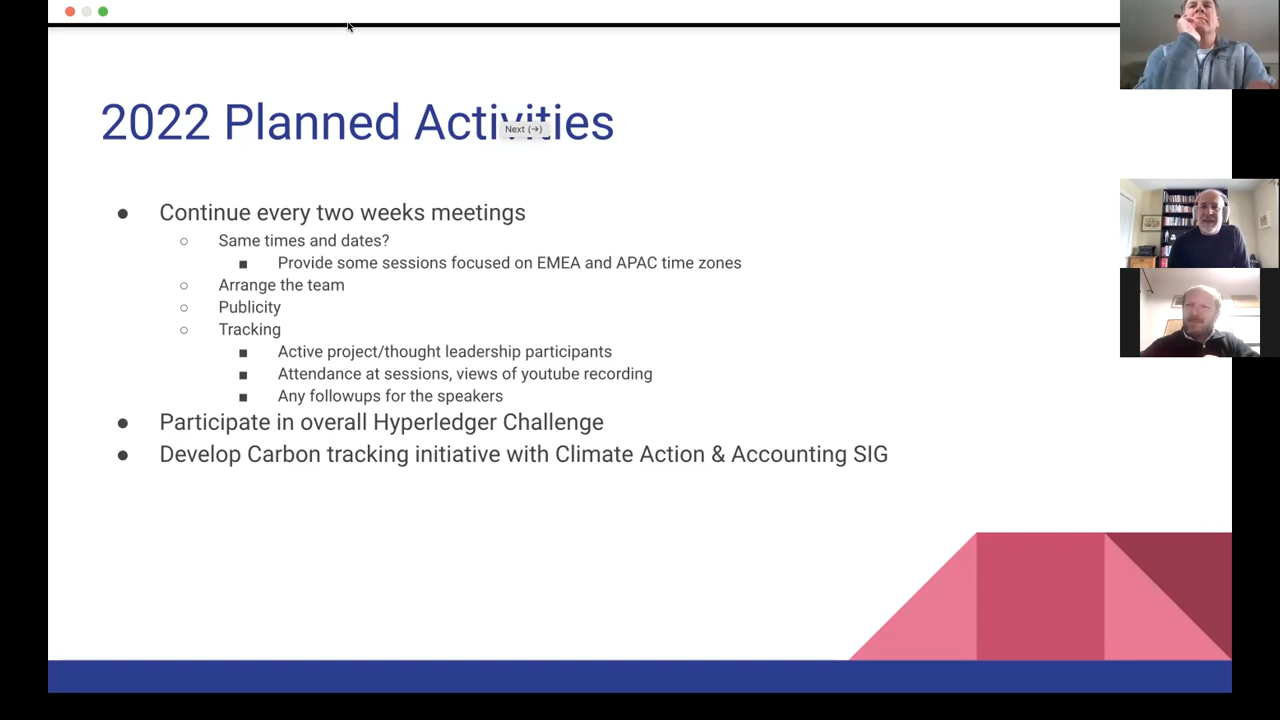 2022 Planned Activities
Next (→)
● Continue every two weeks meetings
○ Same times and dates?
■ Provide some sessions focused on EMEA and APAC time zones
○ Arrange the team
○ Publicity
○ Tracking
■ Active project/thought leadership participants
■ Attendance at sessions, views of youtube recording
■ Any followups for the speakers
● Participate in overall Hyperledger Challenge
● Develop Carbon tracking initiative with Climate Action & Accounting SIG